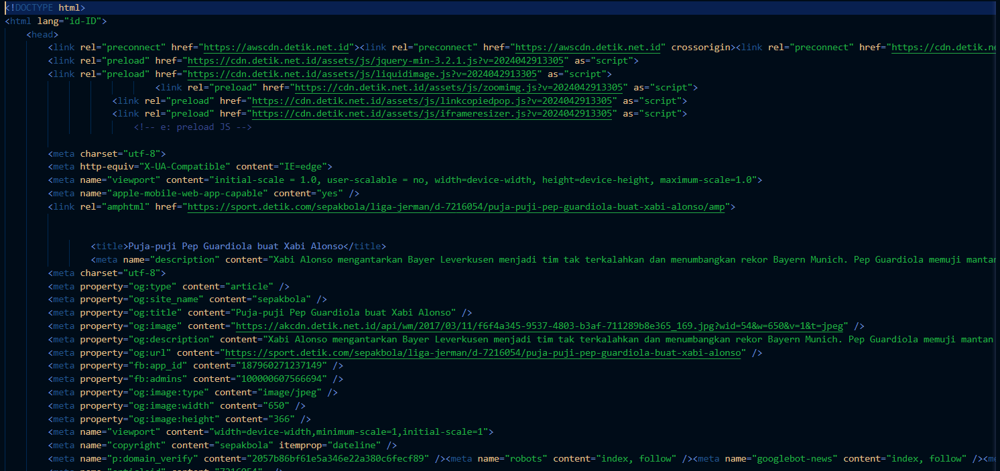 <!DOCTYPE html>
<html lang="id-ID">
<head>
<link rel="preconnect" href="https://awscdn.detik.net.id"><link rel="preconnect" href="https://awscdn.detik.net.id" crossorigin><link rel="preconnect" href="https://cdn.detik.ne
<link rel="preload" href="https://cdn.detik.net.id/assets/js/jquery-min-3.2.1.js?v=2024042913305" as="script">
<link rel="preload" href="https://cdn.detik.net.id/assets/js/liquidimage.js?v=2024042913305" as="script">
<link rel="preload" href="https://cdn.detik.net.id/assets/js/zoomimg.js?v=2024042913305" as="script">
<link rel="preload" href="https://cdn.detik.net.id/assets/js/linkcopiedpop.js?v=2024042913305" as="script">
<link rel="preload" href="https://cdn.detik.net.id/assets/js/iframeresizer.js?v=2024042913305" as="script">
<!-- e: preload JS -->
<meta charset="utf-8">
<meta http-equiv="X-UA-Compatible" content="IE=edge">
<meta name="viewport" content="initial-scale = 1.0, user-scalable = no, width=device-width, height=device-height, maximum-scale=1.0">
<meta name="apple-mobile-web-app-capable" content="yes" />
<link rel="amphtml" href="https://sport.detik.com/sepakbola/liga-jerman/d-7216054/puja-puji-pep-guardiola-buat-xabi-alonso/amp">
<title>Puja-puji Pep Guardiola buat Xabi Alonso</title>
<meta name="description" content="Xabi Alonso mengantarkan Bayer Leverkusen menjadi tim tak terkalahkan dan menumbangkan rekor Bayern Munich. Pep Guardiola memuji mantan
<meta charset="utf-8">
<meta property="og:type" content="article" />
<meta property="og:site_name" content="sepakbola" />
<meta property="og:title" content="Puja-puji Pep Guardiola buat Xabi Alonso" />
<meta property="og:image" content="https://akcdn.detik.net.id/api/wm/2017/03/11/f6f4a345-9537-4803-b3af-711289b8e365_169.jpg?wid=54&w=650&v=1&t=jpeg" />
<meta property="og:description" content="Xabi Alonso mengantarkan Bayer Leverkusen menjadi tim tak terkalahkan dan menumbangkan rekor Bayern Munich. Pep Guardiola memuji mantan
<meta property="og:url" content="https://sport.detik.com/sepakbola/liga-jerman/d-7216054/puja-puji-pep-guardiola-buat-xabi-alonso" />
<meta property="fb:app_id" content="187960271237149" />
<meta property="fb:admins" content="100000607566694" />
<meta property="og:image:type" content="image/jpeg" />
<meta property="og:image:width" content="650" />
<meta property="og:image:height" content="366" />
<meta name="viewport" content="width=device-width,minimum-scale=1,initial-scale=1">
<meta name="copyright" content="sepakbola" itemprop="dateline" />
<meta name="p:domain_verify" content="2057b86bf61e5a346e22a380c6fecf89" /><meta name="robots" content="index, follow" /><meta name="googlebot-news" content="index, follow" /><me